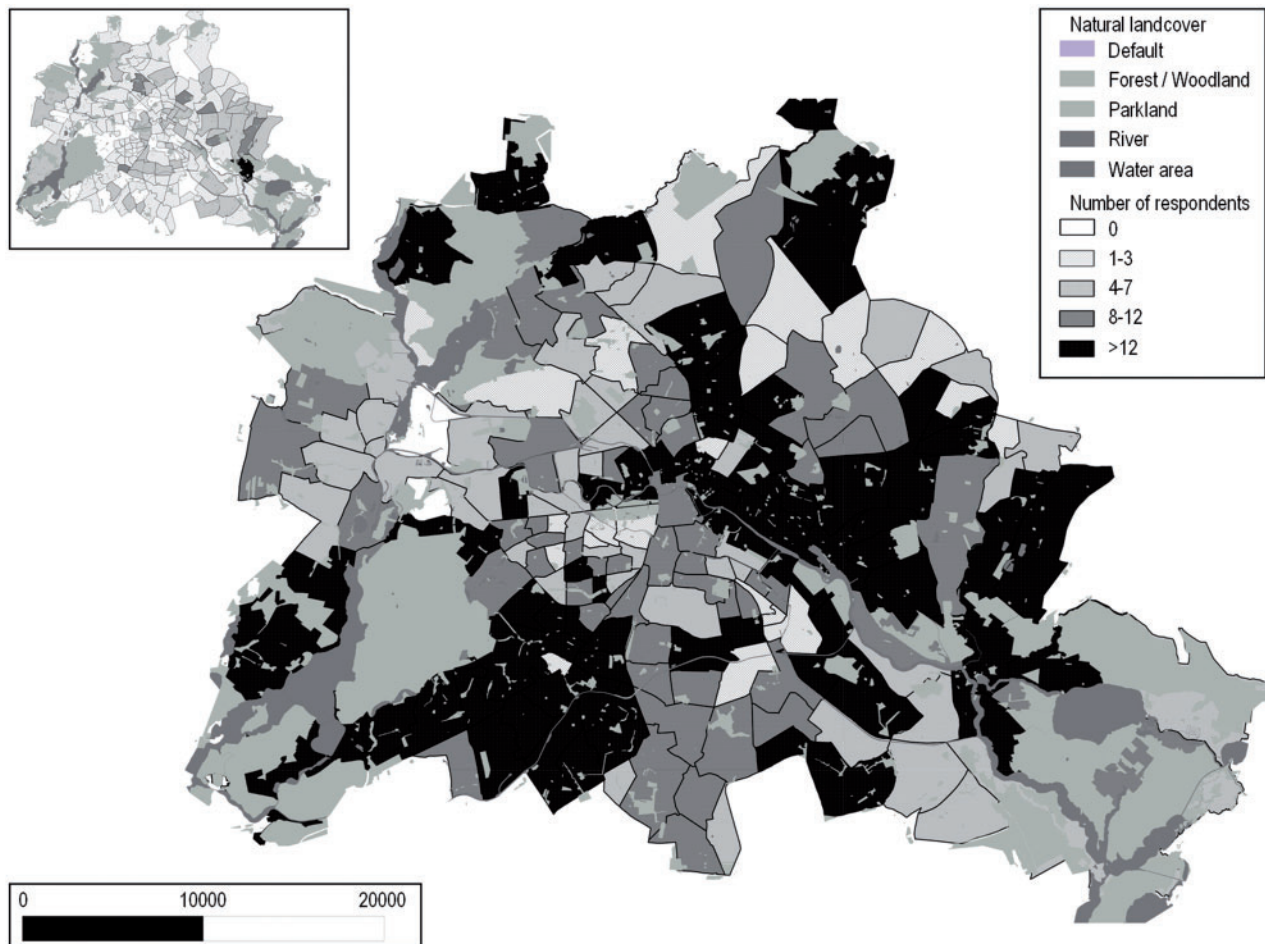 Natural landcover
Default
Forest / Woodland
Parkland
River
Water area
Number of respondents
0
1-3
4-7
8-12
>12
0 10000 20000